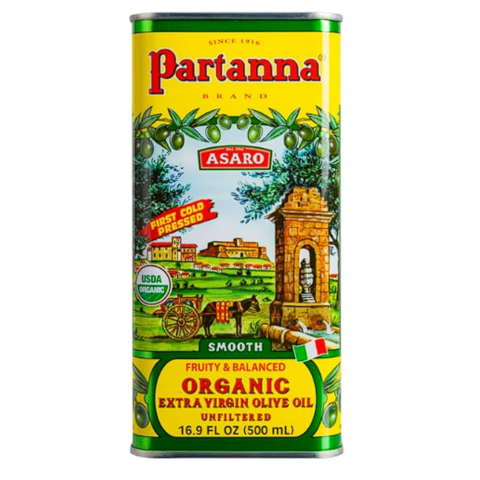 SINCE 1916
Partanna®
BRAND
ASARO
FIRST COLD
PRESSED
USDA
ORGANIC
SMOOTH
FRUITY & BALANCED
ORGANIC
EXTRA VIRGIN OLIVE OIL
UNFILTERED
16.9 FL OZ (500 mL)